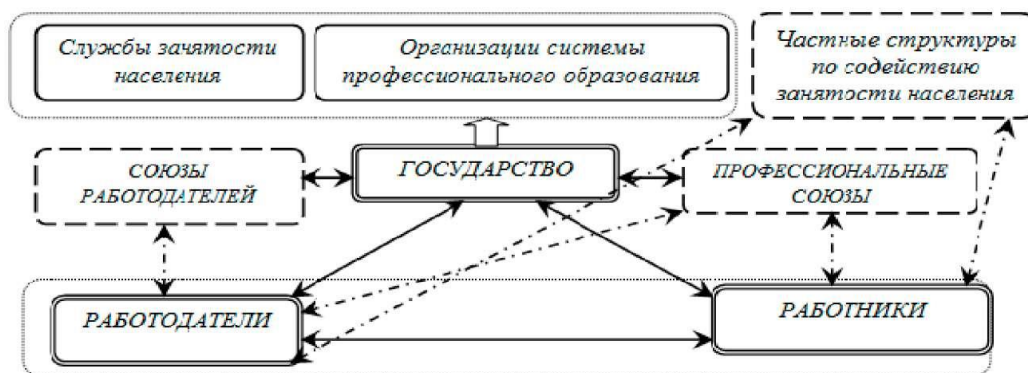 Службы зачятости
населения
Организации системы
профессионального образования
Частные структуры
по содействию
занятости населения
СОЮЗЫ
РАБОТОДАТЕЛЕЙ
ГОСУДАРСТВО
ПРОФЕССИОНАЛЬНЫЕ
СОЮЗЫ
РАБОТОДАТЕЛИ
РАБОТНИКИ